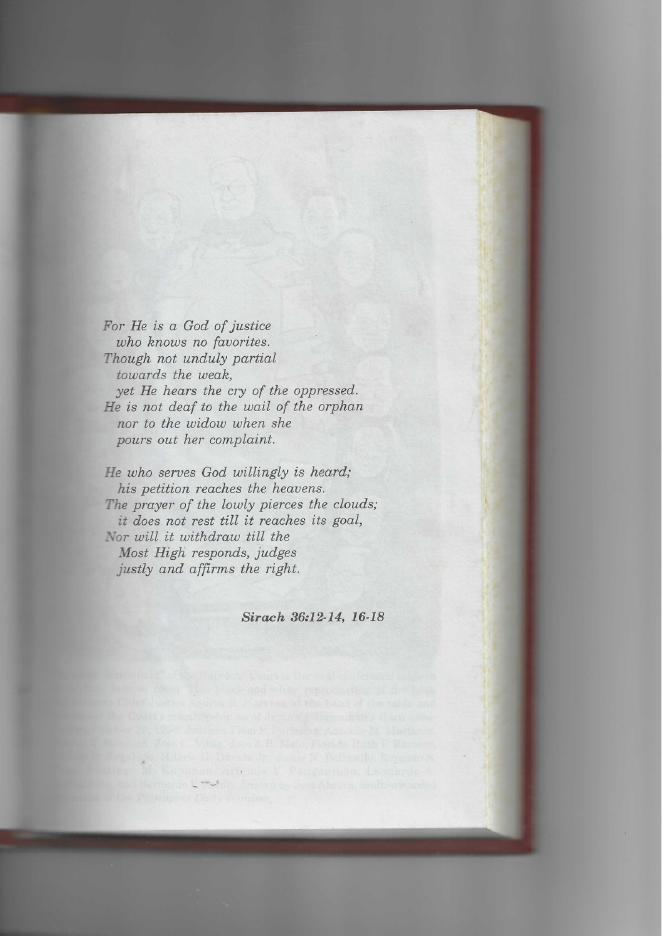 For He is a God of justice
who knows no favorites.
Though not unduly partial
towards the weak,
yet He hears the cry of the oppressed.
He is not deaf to the wail of the orphan
nor to the widow when she
pours out her complaint.
He who serves God willingly is heard;
his petition reaches the heavens.
The prayer of the lowly pierces the clouds;
it does not rest till it reaches its goal,
Nor will it withdraw till the
Most High responds, judges
justly and affirms the right.
Sirach 36:12-14, 16-18